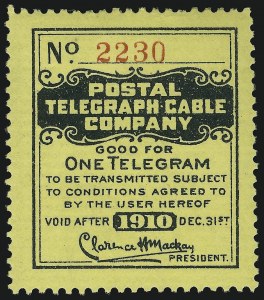 No. 2230
POSTAL
TELEGRAPH-CABLE
COMPANY
GOOD FOR
ONE TELEGRAM
TO BE TRANSMITTED SUBJECT
TO CONDITIONS AGREED TO
BY THE USER HEREOF
VOID AFTER 1910 DEC. 31ST
Clarence H Mackay
PRESIDENT.